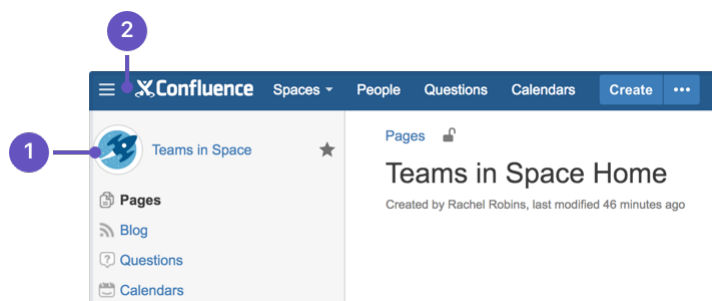 2
Confluence Spaces People Questions Calendars Create
1
Teams in Space
Pages
Blog
Questions
Calendars
Pages
Teams in Space Home
Created by Rachel Robins, last modified 46 minutes ago